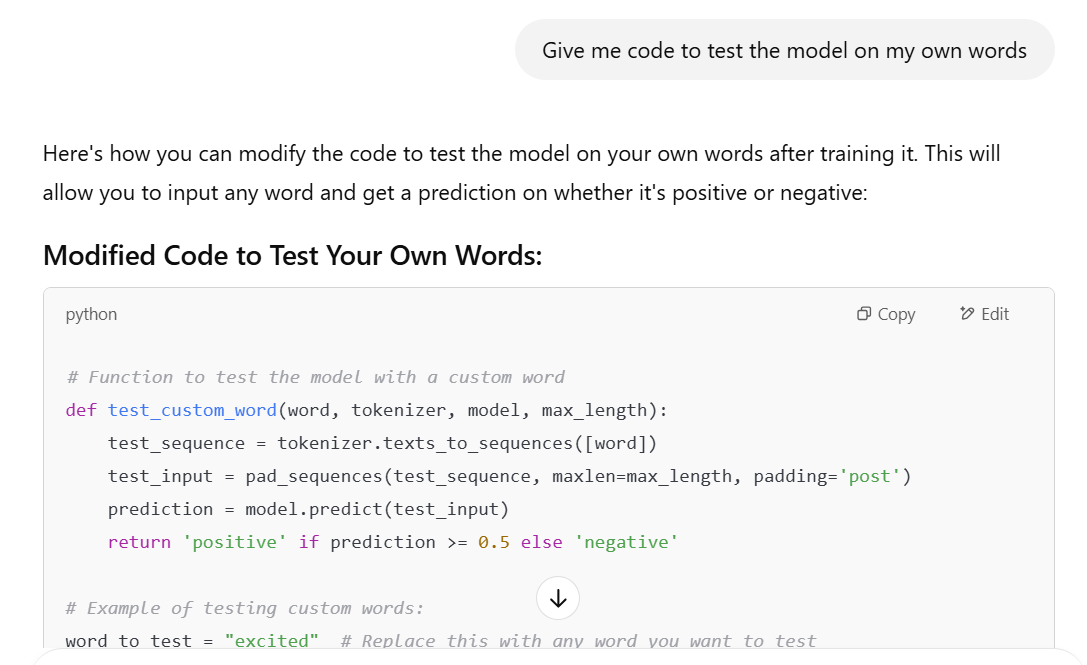 Give me code to test the model on my own words
Here's how you can modify the code to test the model on your own words after training it. This will
allow you to input any word and get a prediction on whether it's positive or negative:
Modified Code to Test Your Own Words:
python Copy Edit
# Function to test the model with a custom word
def test_custom_word(word, tokenizer, model, max_length):
    test_sequence = tokenizer.texts_to_sequences([word])
    test_input = pad_sequences(test_sequence, maxlen=max_length, padding='post')
    prediction = model.predict(test_input)
    return 'positive' if prediction >= 0.5 else 'negative'
# Example of testing custom words:
word_to_test = "excited"  # Replace this with any word you want to test